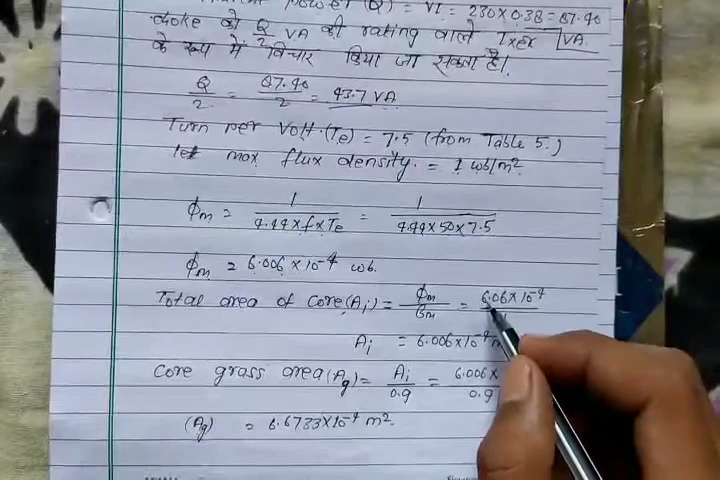 Power (Q) = VI = 230×0.38 = 87.40
choke को Q/2 VA की rating वाले Txer VA
के रूप में विचार किया जा सकता है।
Q/2 = 87.40/2 = 43.7 VA
Turn per Volt (Te) = 7.5 (from Table 5.)
let max flux density. = 1 wb/m²
ϕm = 1/4.44×f×Te = 1/4.44×50×7.5
ϕm = 6.006 ×10⁻⁴ wb.
Total area of core (Ai) = ϕm/Bm = 6.06×10⁻⁴
Ai = 6.006×10⁻⁴ m
Core grass area (Ag) = Ai/0.9 = 6.006×/0.9
(Ag) = 6.6733×10⁻⁴ m².